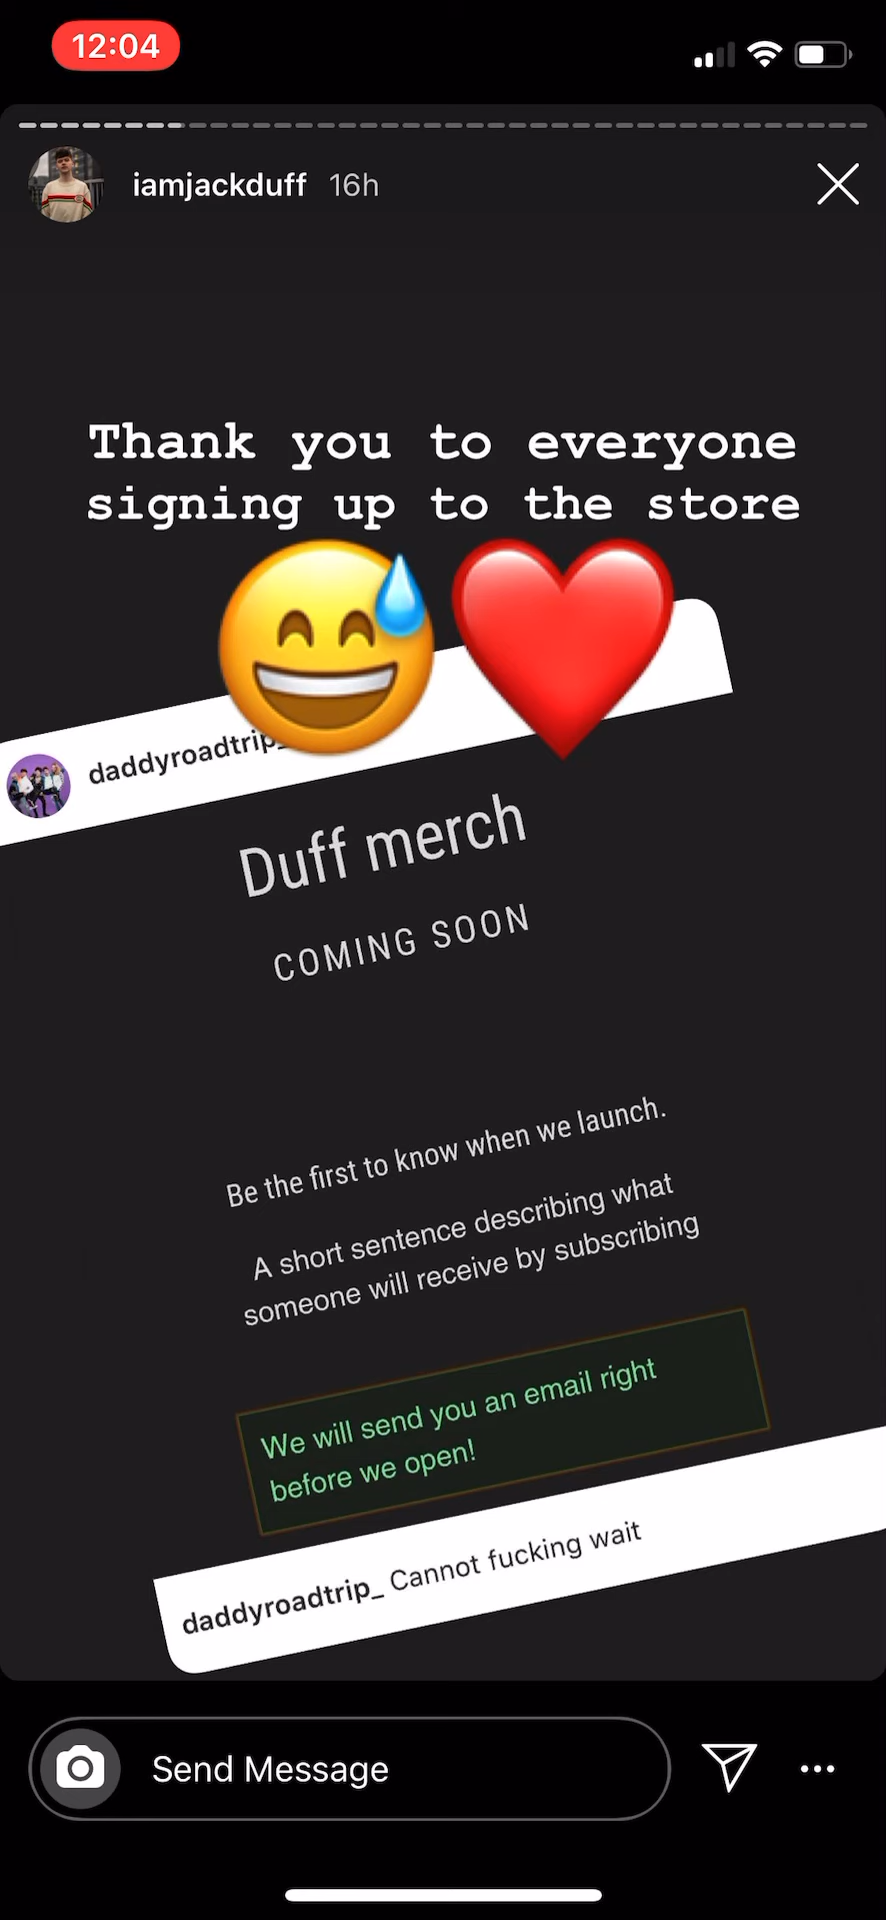 12:04
iamjackduff 16h
Thank you to everyone
signing up to the store
daddyroadtrip_
Duff merch
COMING SOON
Be the first to know when we launch.
A short sentence describing what
someone will receive by subscribing
We will send you an email right
before we open!
daddyroadtrip_ Cannot fucking wait
Send Message